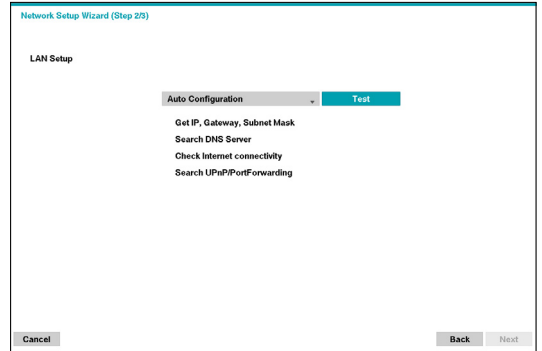 Network Setup Wizard (Step 2/3)
LAN Setup
Auto Configuration Test
Get IP, Gateway, Subnet Mask
Search DNS Server
Check Internet connectivity
Search UPnP/PortForwarding
Cancel Back Next